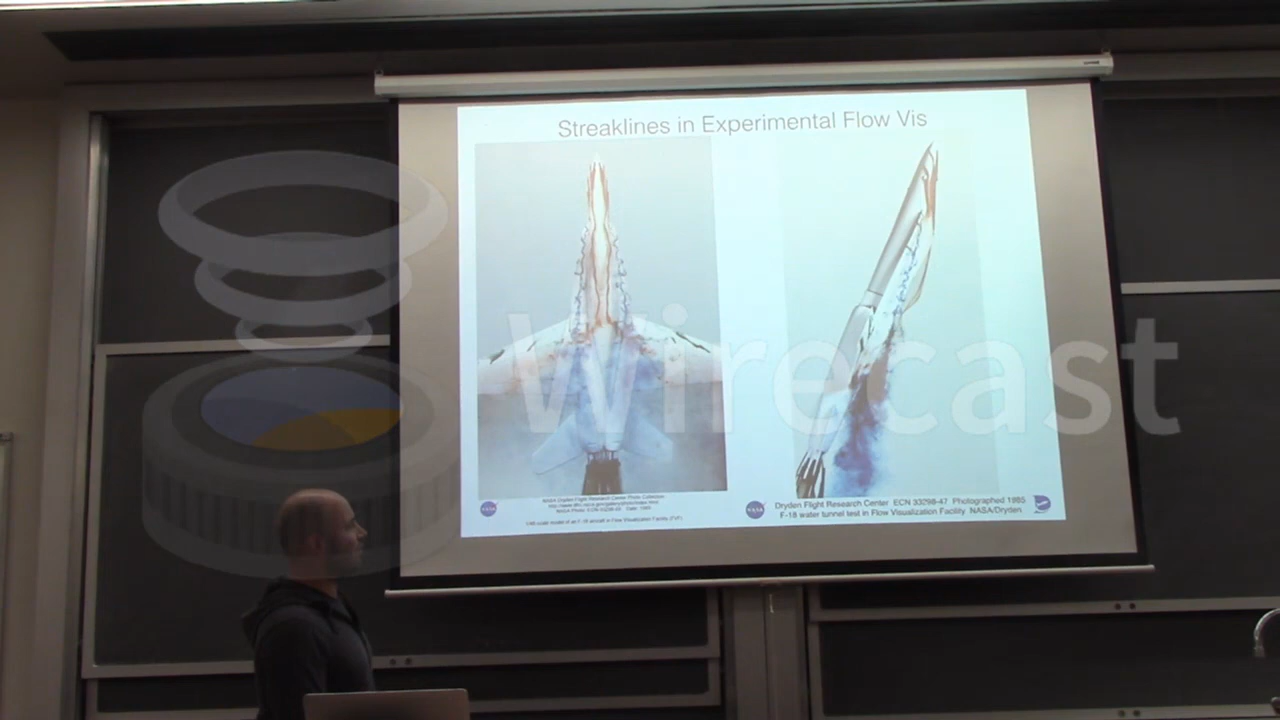 Streaklines in Experimental Flow Vis
Wirecast
NASA Dryden Flight Research Center Photo Collection
NASA
Dryden Flight Research Center ECN 33298-47 Photographed 1985
F-18 water tunnel test in Flow Visualization Facility NASA/Dryden